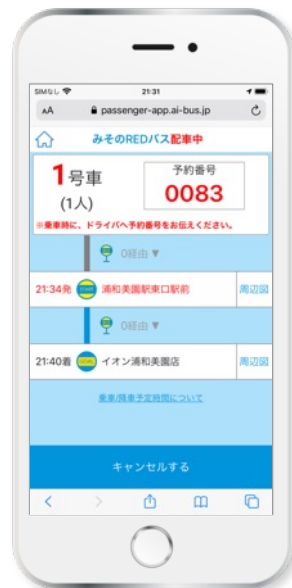 SIMなし 21:31
AA passenger-app.ai-bus.jp
みそのREDバス配車中
1号車
(1人)
予約番号
0083
※乗車時に、ドライバへ予約番号をお伝えください。
0経由 ▼
21:34発 START 浦和美園駅東口駅前 周辺図
0経由 ▼
21:40着 GOAL イオン浦和美園店 周辺図
乗車/降車予定時間について
キャンセルする